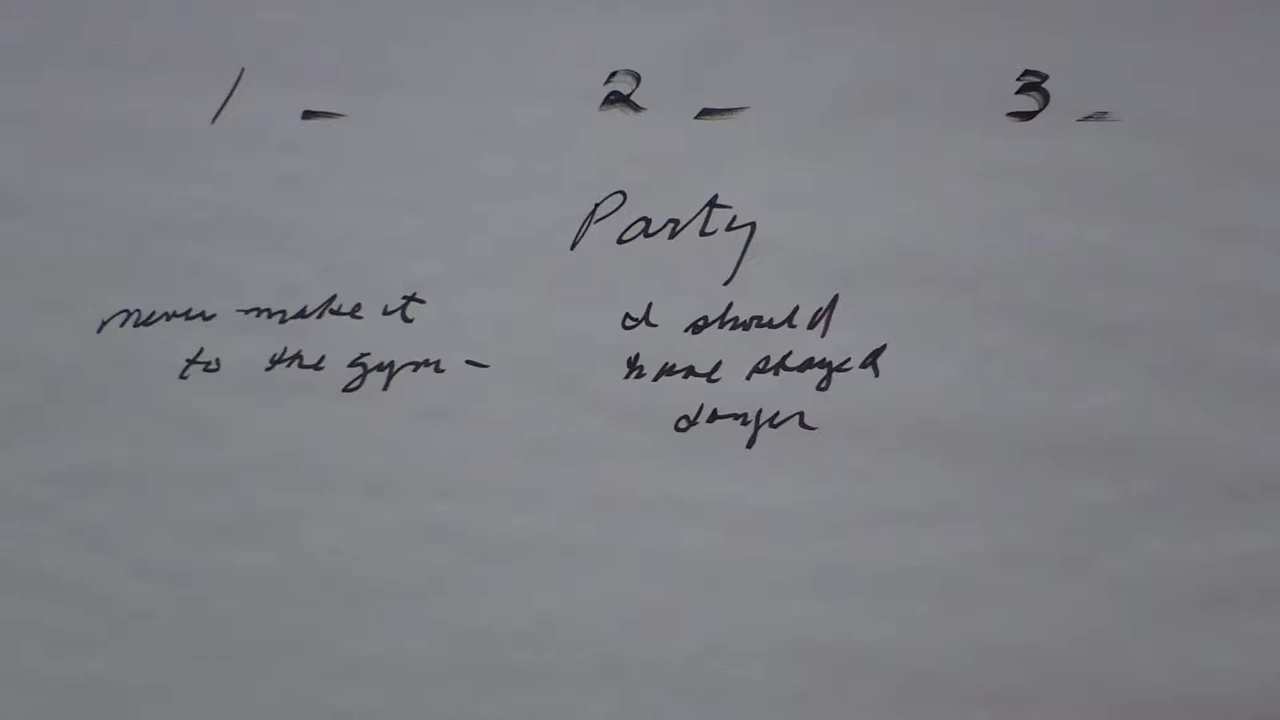 1 - 2 - 3 -
Party
never make it
to the gym -
I should
have stayed
longer